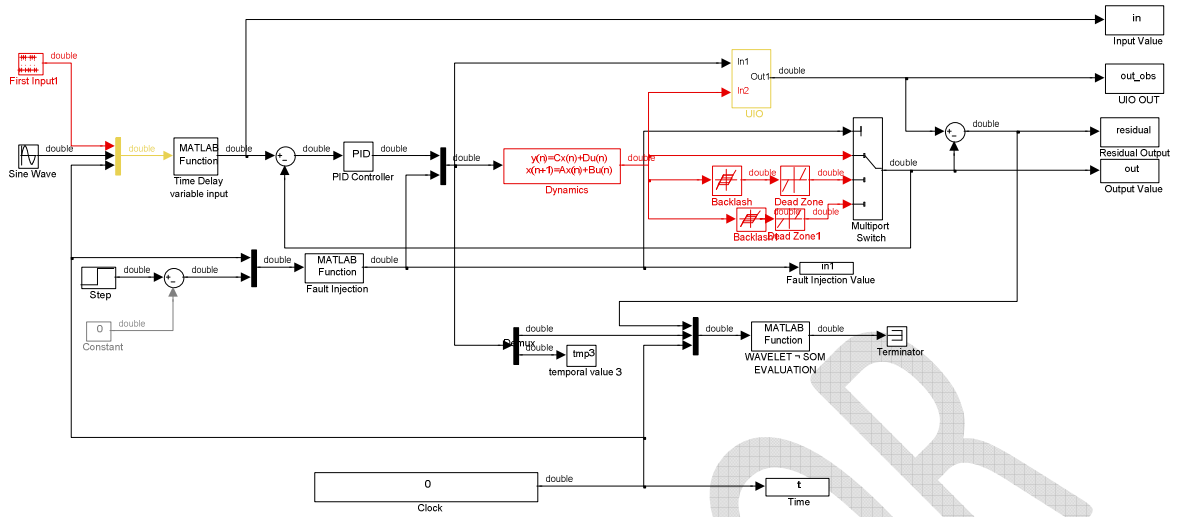 in
Input Value
double
First Input1
In1
Out1
double
In2
UIO
out_obs
UIO OUT
double
Sine Wave
double
double
MATLAB
Function
double
Time Delay
variable input
double
PID
double
PID Controller
double
y(n)=Cx(n)+Du(n)
x(n+1)=Ax(n)+Bu(n)
double
Dynamics
double
residual
Residual Output
double
out
Output Value
Backlash
double
Dead Zone
double
Backlash1
double
Dead Zone1
double
Multiport
Switch
Step
double
double
double
MATLAB
Function
double
Fault Injection
in1
Fault Injection Value
0
double
Constant
Demux
double
double
tmp3
temporal value 3
double
MATLAB
Function
double
WAVELET ¬ SOM
EVALUATION
Terminator
0
double
Clock
t
Time
OR